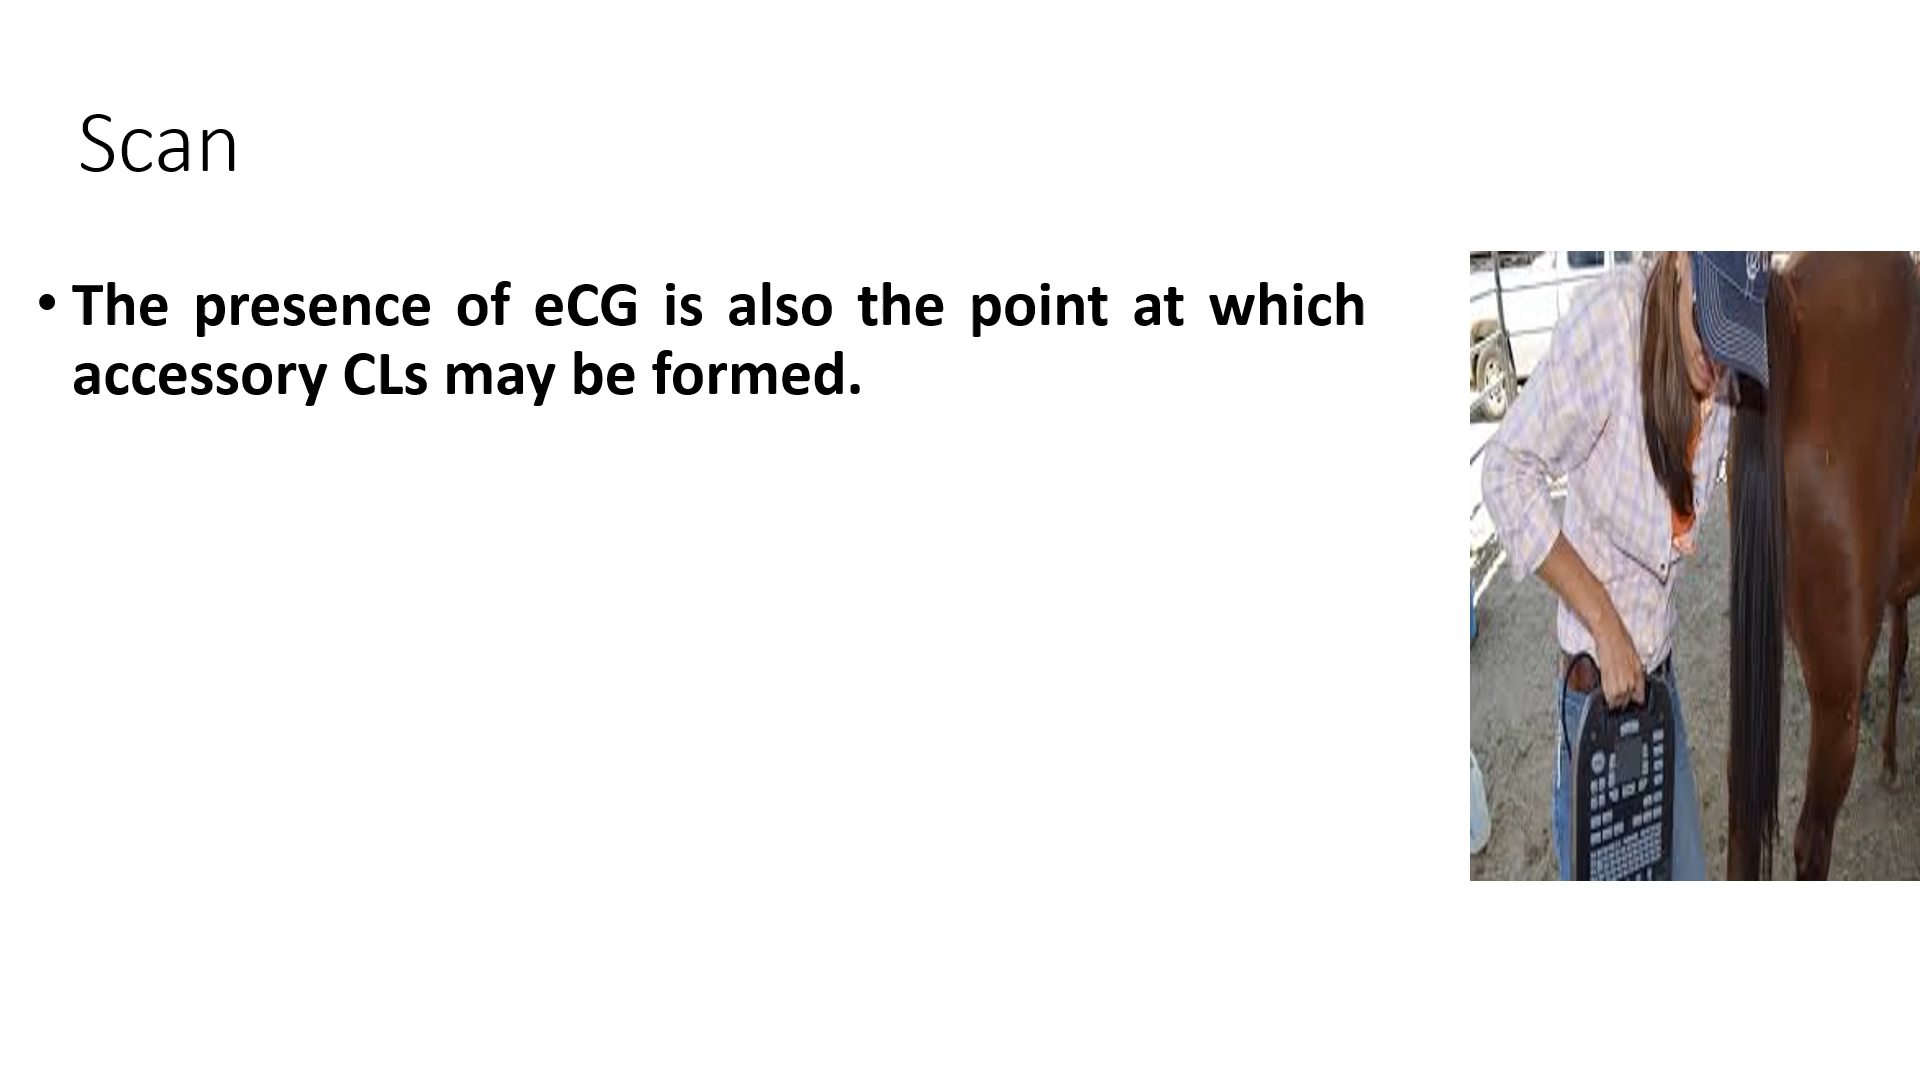 Scan
• The presence of eCG is also the point at which
accessory CLs may be formed.